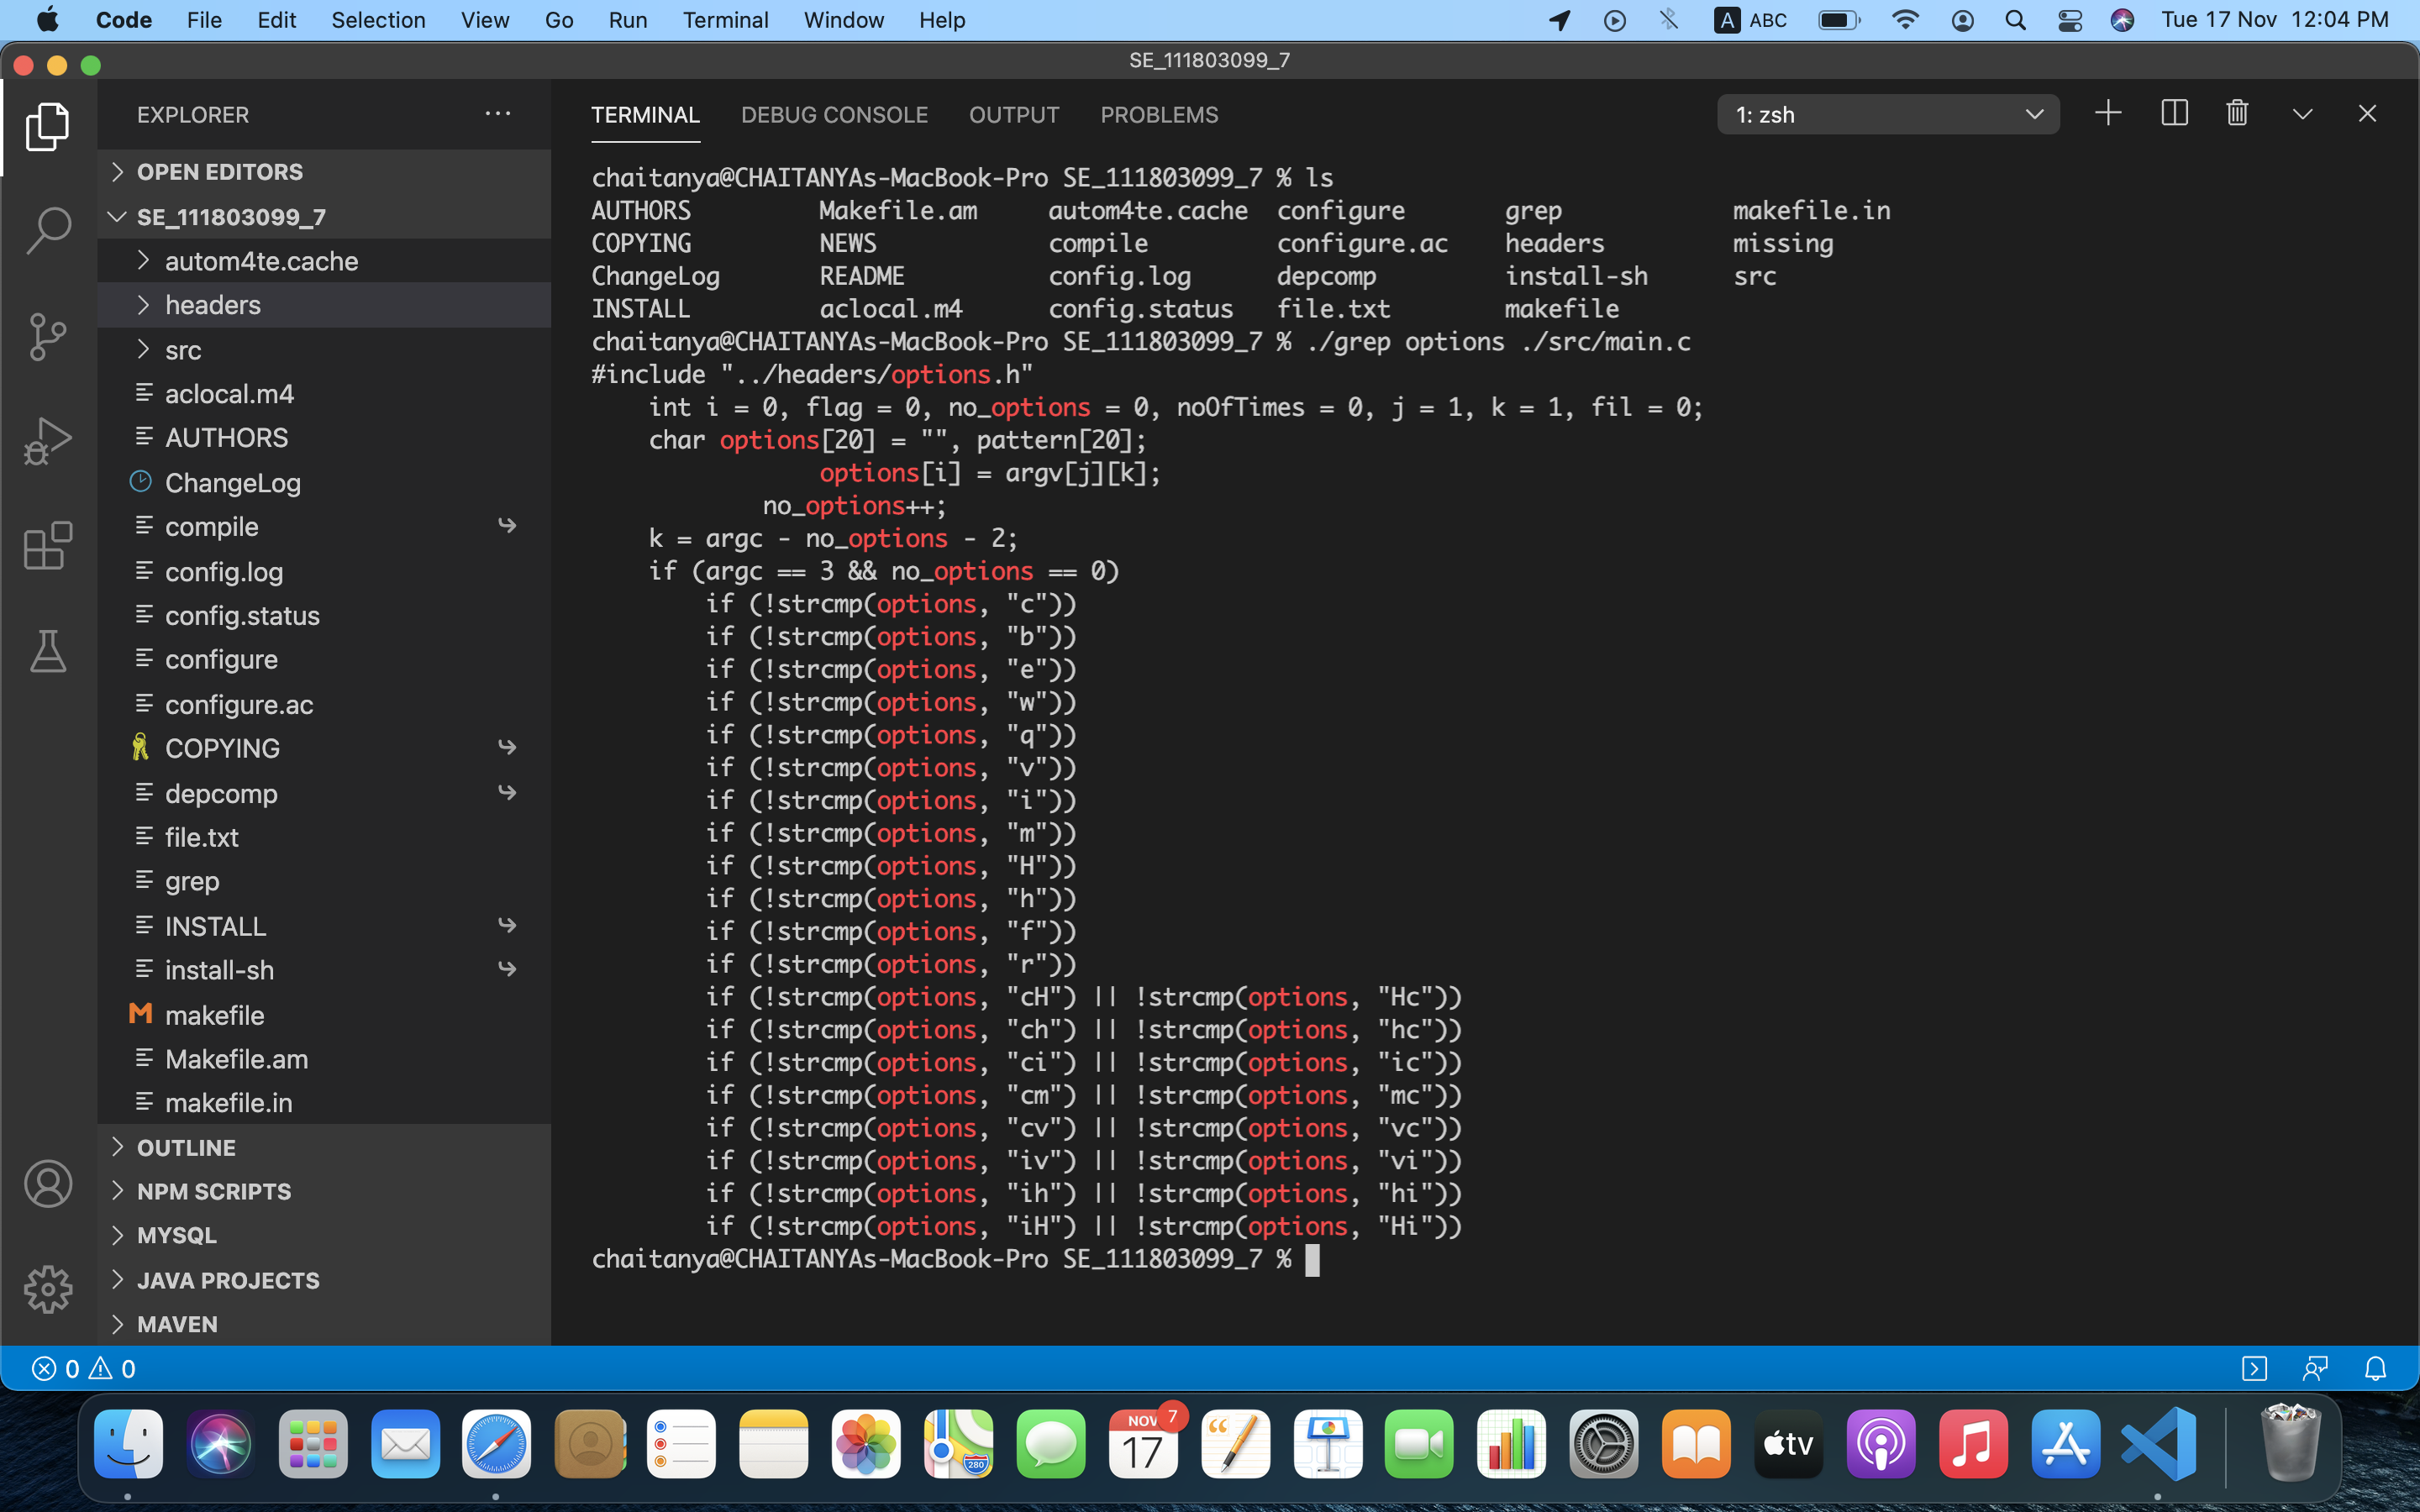 Code File Edit Selection View Go Run Terminal Window Help A ABC Tue 17 Nov 12:04 PM
SE_111803099_7
EXPLORER
OPEN EDITORS
SE_111803099_7
autom4te.cache
headers
src
aclocal.m4
AUTHORS
ChangeLog
compile
config.log
config.status
configure
configure.ac
COPYING
depcomp
file.txt
grep
INSTALL
install-sh
makefile
Makefile.am
makefile.in
OUTLINE
NPM SCRIPTS
MYSQL
JAVA PROJECTS
MAVEN
TERMINAL DEBUG CONSOLE OUTPUT PROBLEMS 1: zsh
chaitanya@CHAITANYAs-MacBook-Pro SE_111803099_7 % ls
AUTHORS Makefile.am autom4te.cache configure grep makefile.in
COPYING NEWS compile configure.ac headers missing
ChangeLog README config.log depcomp install-sh src
INSTALL aclocal.m4 config.status file.txt makefile
chaitanya@CHAITANYAs-MacBook-Pro SE_111803099_7 % ./grep options ./src/main.c
#include "../headers/options.h"
    int i = 0, flag = 0, no_options = 0, noOfTimes = 0, j = 1, k = 1, fil = 0;
    char options[20] = "", pattern[20];
                options[i] = argv[j][k];
            no_options++;
    k = argc - no_options - 2;
    if (argc == 3 && no_options == 0)
        if (!strcmp(options, "c"))
        if (!strcmp(options, "b"))
        if (!strcmp(options, "e"))
        if (!strcmp(options, "w"))
        if (!strcmp(options, "q"))
        if (!strcmp(options, "v"))
        if (!strcmp(options, "i"))
        if (!strcmp(options, "m"))
        if (!strcmp(options, "H"))
        if (!strcmp(options, "h"))
        if (!strcmp(options, "f"))
        if (!strcmp(options, "r"))
        if (!strcmp(options, "cH") || !strcmp(options, "Hc"))
        if (!strcmp(options, "ch") || !strcmp(options, "hc"))
        if (!strcmp(options, "ci") || !strcmp(options, "ic"))
        if (!strcmp(options, "cm") || !strcmp(options, "mc"))
        if (!strcmp(options, "cv") || !strcmp(options, "vc"))
        if (!strcmp(options, "iv") || !strcmp(options, "vi"))
        if (!strcmp(options, "ih") || !strcmp(options, "hi"))
        if (!strcmp(options, "iH") || !strcmp(options, "Hi"))
chaitanya@CHAITANYAs-MacBook-Pro SE_111803099_7 %
0 0
280
NOV 7
17
tv